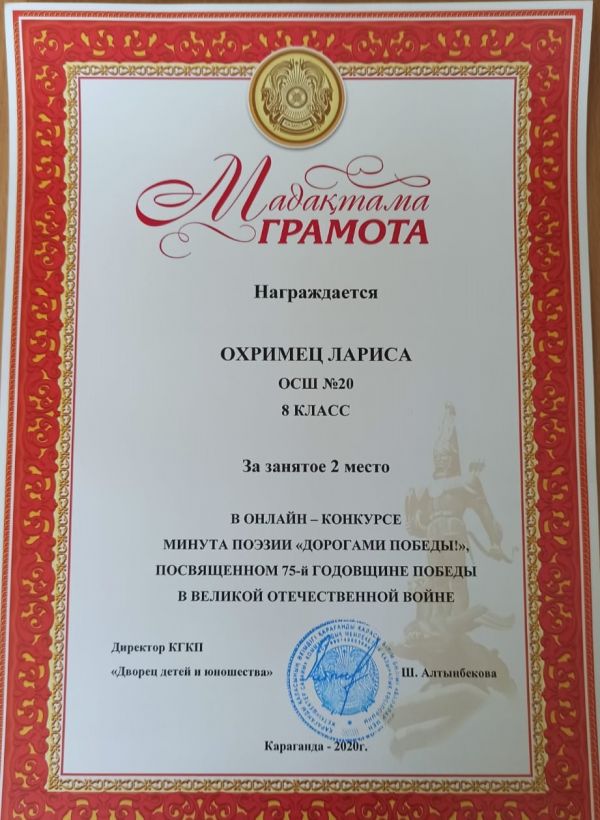 Мадақтама
ГРАМОТА
Награждается
ОХРИМЕЦ ЛАРИСА
ОСШ №20
8 КЛАСС
За занятое 2 место
В ОНЛАЙН – КОНКУРСЕ
МИНУТА ПОЭЗИИ «ДОРОГАМИ ПОБЕДЫ!»,
ПОСВЯЩЕННОМ 75-й ГОДОВЩИНЕ ПОБЕДЫ
В ВЕЛИКОЙ ОТЕЧЕСТВЕННОЙ ВОЙНЕ
Директор КГКП
«Дворец детей и юношества» Ш. Алтынбекова
Караганда - 2020г.